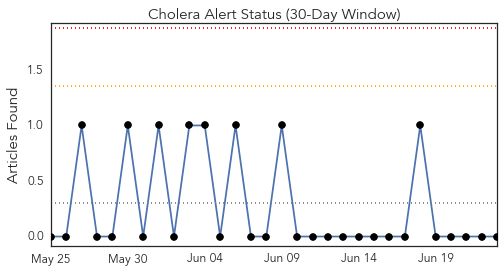 Cholera Alert Status (30-Day Window)
Articles Found
1.5
1.0
0.5
0.0
May 25 May 30 Jun 04 Jun 09 Jun 14 Jun 19